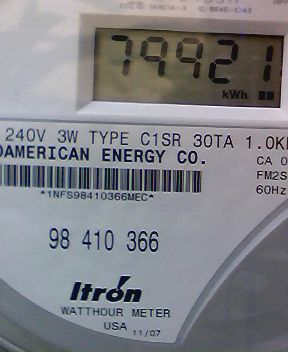 79921
kWh
240V 3W TYPE C1SR 30TA 1.0K
AMERICAN ENERGY CO.
CA 0
*1NFS98410366MEC*
FM2S
60Hz
98 410 366
Itron
WATTHOUR METER
USA 11/07